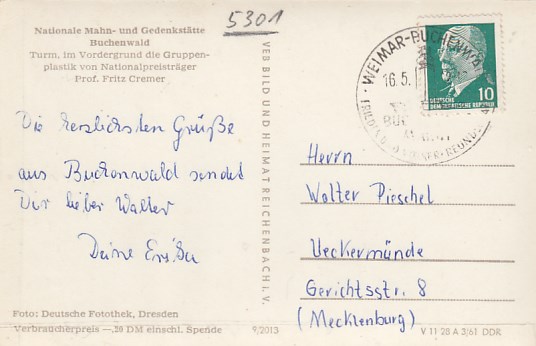 5301
Nationale Mahn- und Gedenkstätte
Buchenwald
Turm, im Vordergrund die Gruppen-
plastik von Nationalpreisträger
Prof. Fritz Cremer
Die herzlichsten Grüße
aus Buchenwald sendet
Dir lieber Walter
Deine Erika
Foto: Deutsche Fotothek, Dresden
Verbraucherpreis —,20 DM einschl. Spende
9/2013
VEB BILD UND HEIMAT REICHENBACH I. V.
WEIMAR-BUCHENW
16.5.
DEUTSCHE
DEMOKRATISCHE REPUBLIK
10
Herrn
Walter Pieschel
Ueckermünde
Gerichtsstr. 8
(Mecklenburg)
V 11 28 A 3/61 DDR